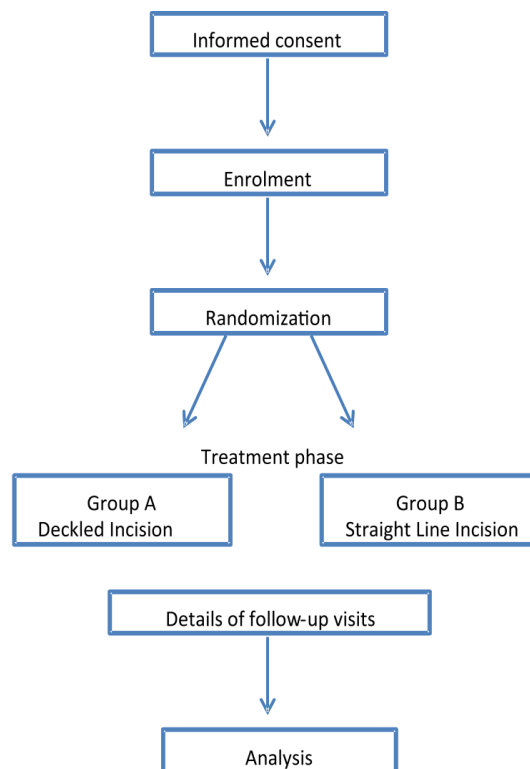 Informed consent
Enrolment
Randomization
Treatment phase
Group A
Deckled Incision
Group B
Straight Line Incision
Details of follow-up visits
Analysis